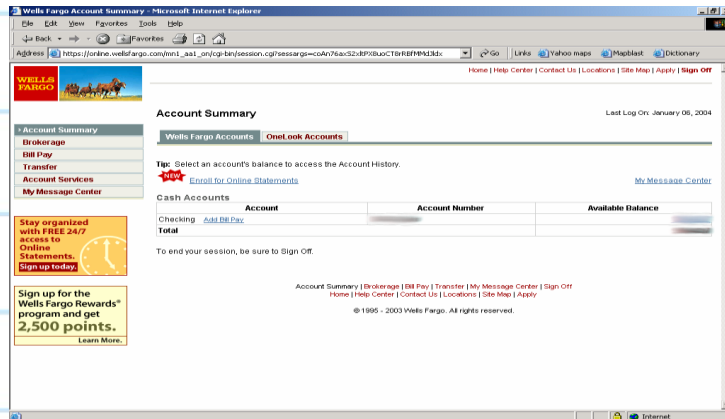 Wells Fargo Account Summary - Microsoft Internet Explorer
File Edit View Favorites Tools Help
Back Favorites
Address https://online.wellsfargo.com/mn1_aa1_on/cgi-bin/session.cgi?sessargs= Go Links Yahoo maps Mapblast Dictionary
WELLS
FARGO
Home | Help Center | Contact Us | Locations | Site Map | Apply | Sign Off
Account Summary
Last Log On: January 06, 2004
Account Summary
Brokerage
Bill Pay
Transfer
Account Services
My Message Center
Wells Fargo Accounts OneLook Accounts
Tip: Select an account's balance to access the Account History.
NEW Enroll for Online Statements My Message Center
Cash Accounts
Account Account Number Available Balance
Checking Add Bill Pay
Total
To end your session, be sure to Sign Off.
Stay organized
with FREE 24/7
access to
Online
Statements.
Sign up today.
Sign up for the
Wells Fargo Rewards®
program and get
2,500 points.
Learn More.
Account Summary | Brokerage | Bill Pay | Transfer | My Message Center | Sign Off
Home | Help Center | Contact Us | Locations | Site Map | Apply
© 1995 - 2003 Wells Fargo. All rights reserved.
Internet